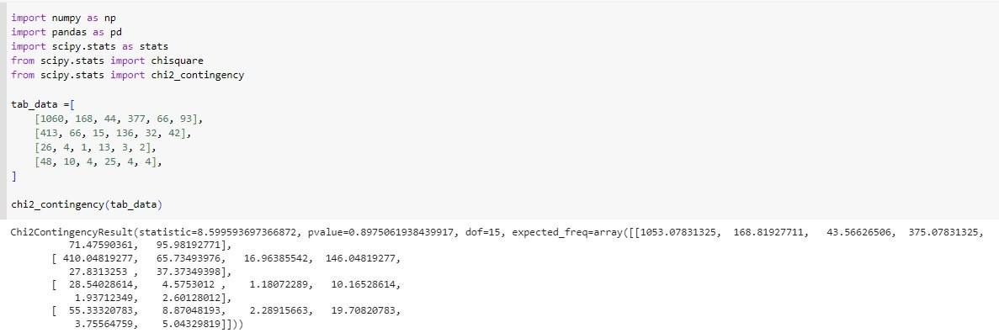 import numpy as np
import pandas as pd
import scipy.stats as stats
from scipy.stats import chisquare
from scipy.stats import chi2_contingency
tab_data =[
[1060, 168, 44, 377, 66, 93],
[413, 66, 15, 136, 32, 42],
[26, 4, 1, 13, 3, 2],
[48, 10, 4, 25, 4, 4],
]
chi2_contingency(tab_data)
Chi2ContingencyResult(statistic=8.599593697366872, pvalue=0.8975061938439917, dof=15, expected_freq=array([[1053.07831325, 168.81927711, 43.56626506, 375.07831325,
71.47590361, 95.98192771],
[ 410.04819277, 65.73493976, 16.96385542, 146.04819277,
27.8313253 , 37.37349398],
[ 28.54028614, 4.5753012 , 1.18072289, 10.16528614,
1.93712349, 2.60128012],
[ 55.33320783, 8.87048193, 2.28915663, 19.70820783,
3.75564759, 5.04329819]]))